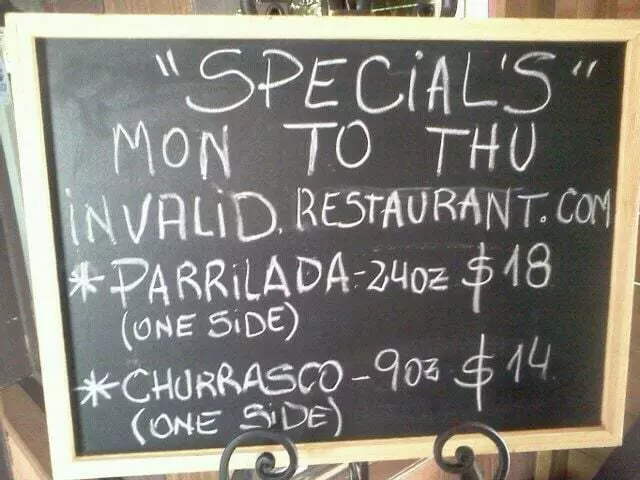 "SPECiAL'S"
MON TO THU
iNVALiD. RESTAURANT. COM
* PARRiLADA - 24oz $18
(ONE SiDE)
* CHURRASCO - 9oz $14
(ONE SiDE)